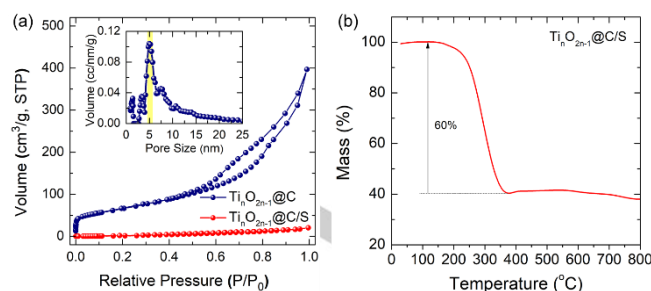 (a)
Volume (cm³/g, STP)
500
400
300
200
100
0
0.0 0.2 0.4 0.6 0.8 1.0
Relative Pressure (P/P₀)
Volume (cc/nm/g)
0.12
0.08
0.04
0.00
0 5 10 15 20 25
Pore Size (nm)
TiₙO₂ₙ₋₁@C
TiₙO₂ₙ₋₁@C/S
(b)
Mass (%)
100
80
60
40
20
0 100 200 300 400 500 600 700 800
Temperature (°C)
TiₙO₂ₙ₋₁@C/S
60%